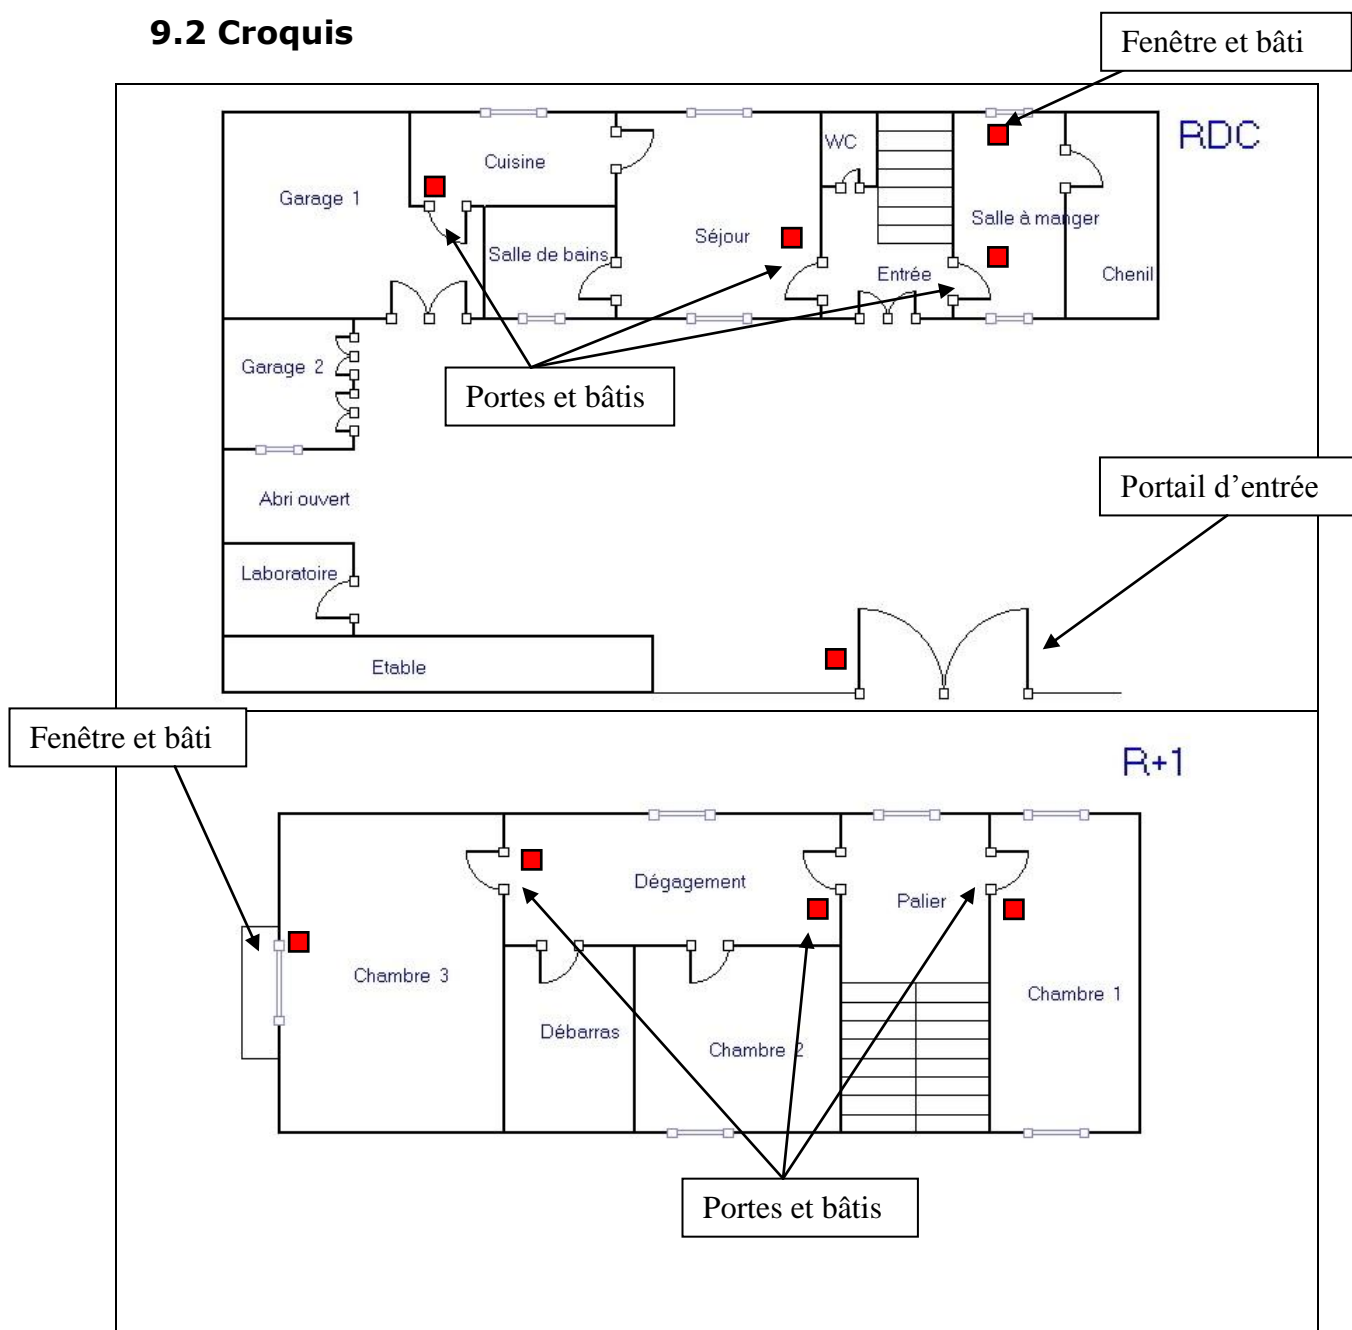 9.2 Croquis
Fenêtre et bâti
RDC
WC
Cuisine
Garage 1
Salle à manger
Séjour
Salle de bains
Entrée
Chenil
Garage 2
Portes et bâtis
Portail d’entrée
Abri ouvert
Laboratoire
Etable
Fenêtre et bâti
R+1
Dégagement
Palier
Chambre 3
Chambre 1
Débarras
Chambre 2
Portes et bâtis